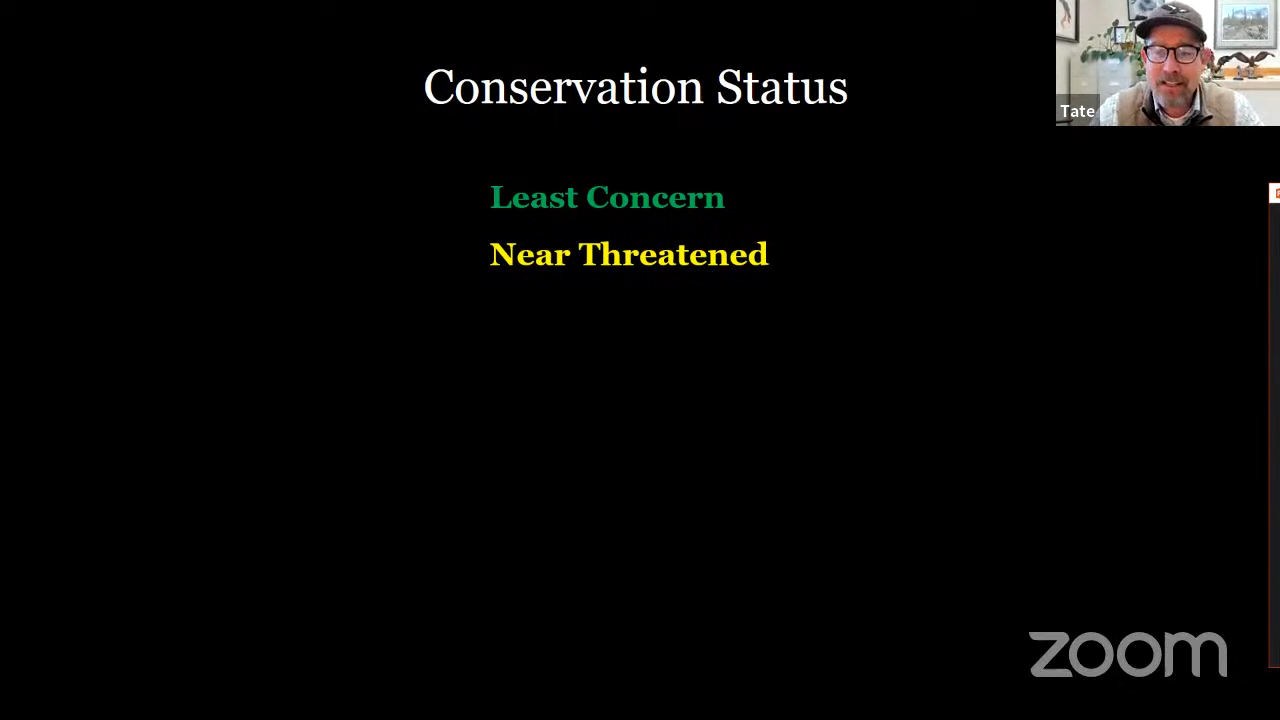 Conservation Status
Tate
Least Concern
Near Threatened
zoom